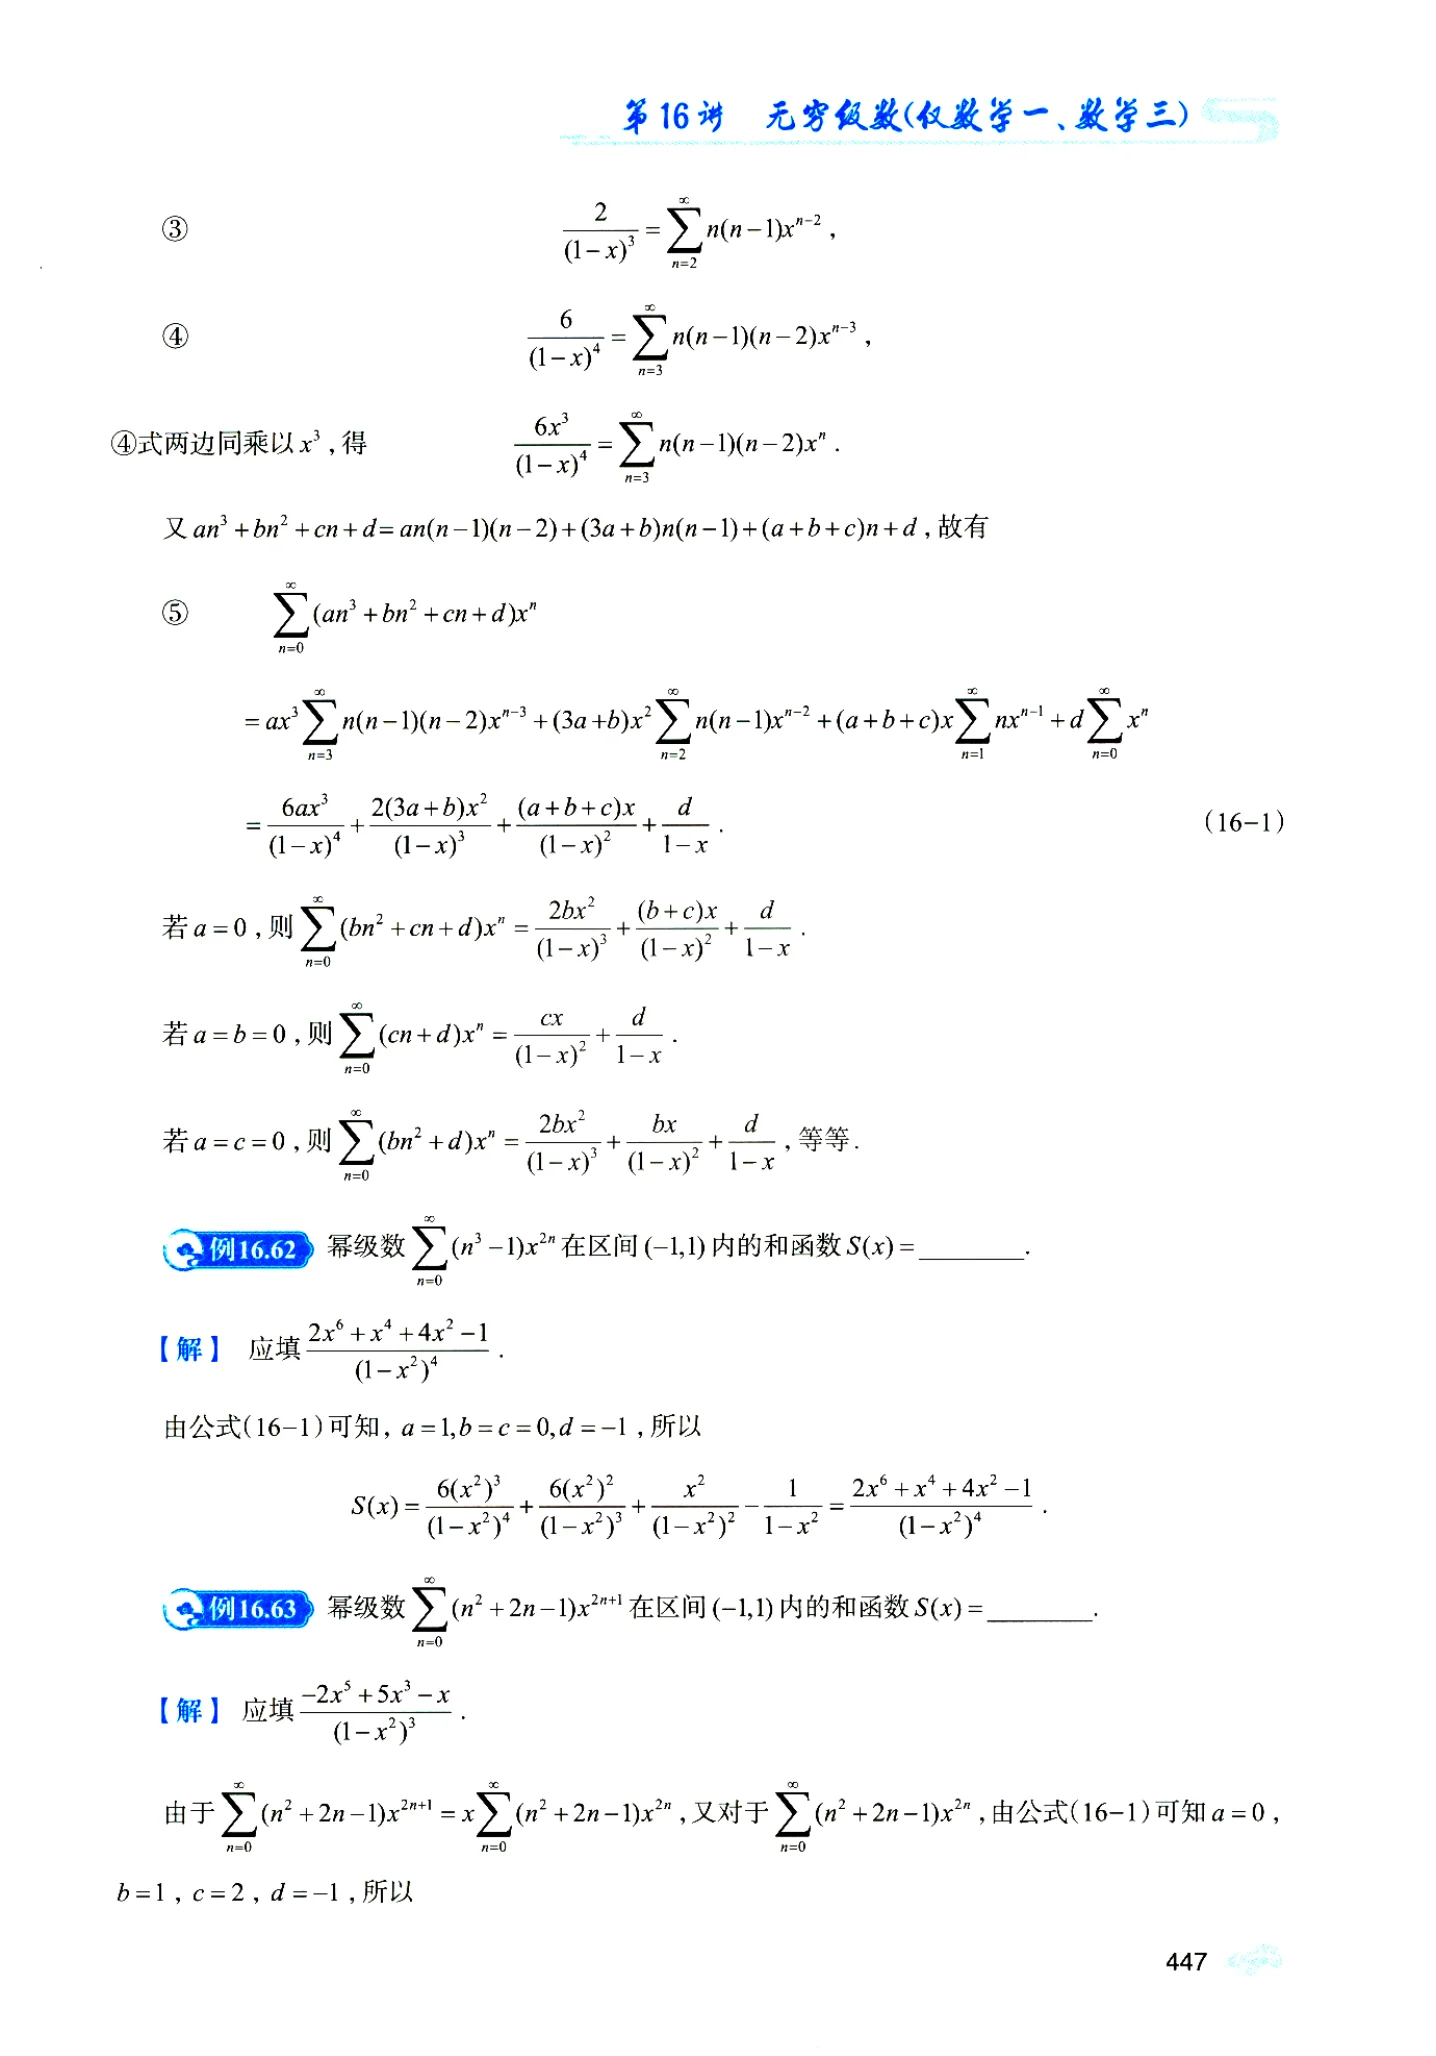 第16讲 无穷级数(仅数学一、数学三)
③ $\frac{2}{(1-x)^3}=\sum_{n=2}^{\infty}n(n-1)x^{n-2}$,
④ $\frac{6}{(1-x)^4}=\sum_{n=3}^{\infty}n(n-1)(n-2)x^{n-3}$,
④式两边同乘以 $x^3$,得 $\frac{6x^3}{(1-x)^4}=\sum_{n=3}^{\infty}n(n-1)(n-2)x^n$.
又 $an^3+bn^2+cn+d=an(n-1)(n-2)+(3a+b)n(n-1)+(a+b+c)n+d$,故有
⑤ $\sum_{n=0}^{\infty}(an^3+bn^2+cn+d)x^n$
$=ax^3\sum_{n=3}^{\infty}n(n-1)(n-2)x^{n-3}+(3a+b)x^2\sum_{n=2}^{\infty}n(n-1)x^{n-2}+(a+b+c)x\sum_{n=1}^{\infty}nx^{n-1}+d\sum_{n=0}^{\infty}x^n$
$=\frac{6ax^3}{(1-x)^4}+\frac{2(3a+b)x^2}{(1-x)^3}+\frac{(a+b+c)x}{(1-x)^2}+\frac{d}{1-x}$. (16-1)
若 $a=0$,则 $\sum_{n=0}^{\infty}(bn^2+cn+d)x^n=\frac{2bx^2}{(1-x)^3}+\frac{(b+c)x}{(1-x)^2}+\frac{d}{1-x}$.
若 $a=b=0$,则 $\sum_{n=0}^{\infty}(cn+d)x^n=\frac{cx}{(1-x)^2}+\frac{d}{1-x}$.
若 $a=c=0$,则 $\sum_{n=0}^{\infty}(bn^2+d)x^n=\frac{2bx^2}{(1-x)^3}+\frac{bx}{(1-x)^2}+\frac{d}{1-x}$,等等.
例16.62 幂级数 $\sum_{n=0}^{\infty}(n^3-1)x^{2n}$ 在区间 $(-1,1)$ 内的和函数 $S(x)=$________.
【解】 应填 $\frac{2x^6+x^4+4x^2-1}{(1-x^2)^4}$.
由公式(16-1)可知, $a=1,b=c=0,d=-1$,所以
$S(x)=\frac{6(x^2)^3}{(1-x^2)^4}+\frac{6(x^2)^2}{(1-x^2)^3}+\frac{x^2}{(1-x^2)^2}-\frac{1}{1-x^2}=\frac{2x^6+x^4+4x^2-1}{(1-x^2)^4}$.
例16.63 幂级数 $\sum_{n=0}^{\infty}(n^2+2n-1)x^{2n+1}$ 在区间 $(-1,1)$ 内的和函数 $S(x)=$________.
【解】 应填 $\frac{-2x^5+5x^3-x}{(1-x^2)^3}$.
由于 $\sum_{n=0}^{\infty}(n^2+2n-1)x^{2n+1}=x\sum_{n=0}^{\infty}(n^2+2n-1)x^{2n}$,又对于 $\sum_{n=0}^{\infty}(n^2+2n-1)x^{2n}$,由公式(16-1)可知 $a=0$,
$b=1$, $c=2$, $d=-1$,所以
447